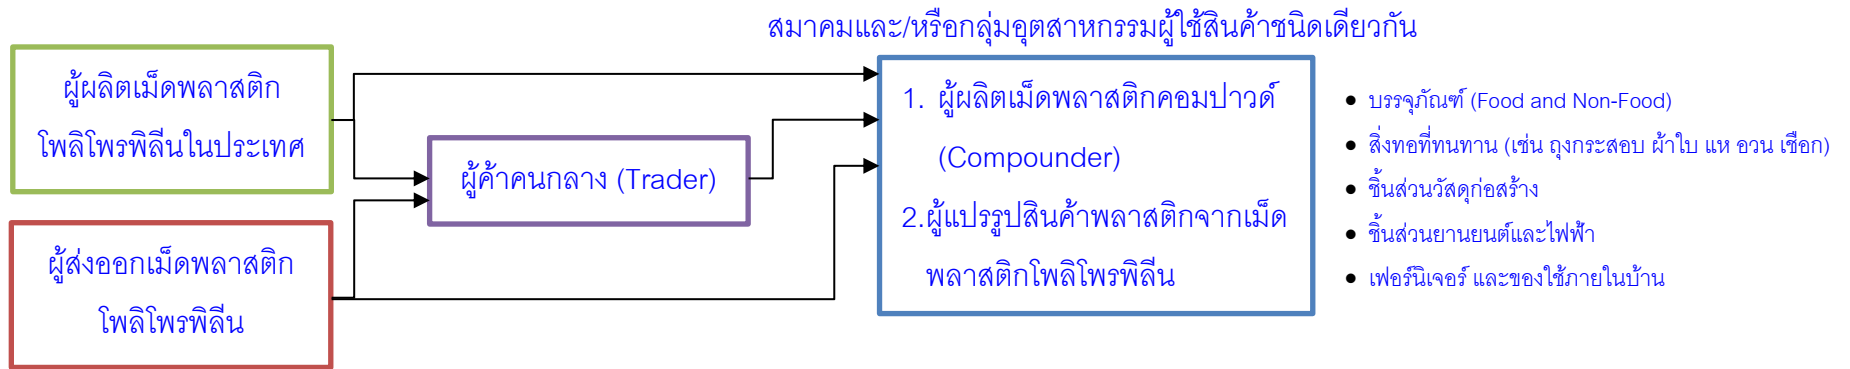 สมาคมและ/หรือกลุ่มอุตสาหกรรมผู้ใช้สินค้าชนิดเดียวกัน
ผู้ผลิตเม็ดพลาสติก
โพลิโพรพิลีนในประเทศ
ผู้ส่งออกเม็ดพลาสติก
โพลิโพรพิลีน
ผู้ค้าคนกลาง (Trader)
1. ผู้ผลิตเม็ดพลาสติกคอมปาวด์
(Compounder)
2.ผู้แปรรูปสินค้าพลาสติกจากเม็ด
พลาสติกโพลิโพรพิลีน
• บรรจุภัณฑ์ (Food and Non-Food)
• สิ่งทอที่ทนทาน (เช่น ถุงกระสอบ ผ้าใบ แห อวน เชือก)
• ชิ้นส่วนวัสดุก่อสร้าง
• ชิ้นส่วนยานยนต์และไฟฟ้า
• เฟอร์นิเจอร์ และของใช้ภายในบ้าน